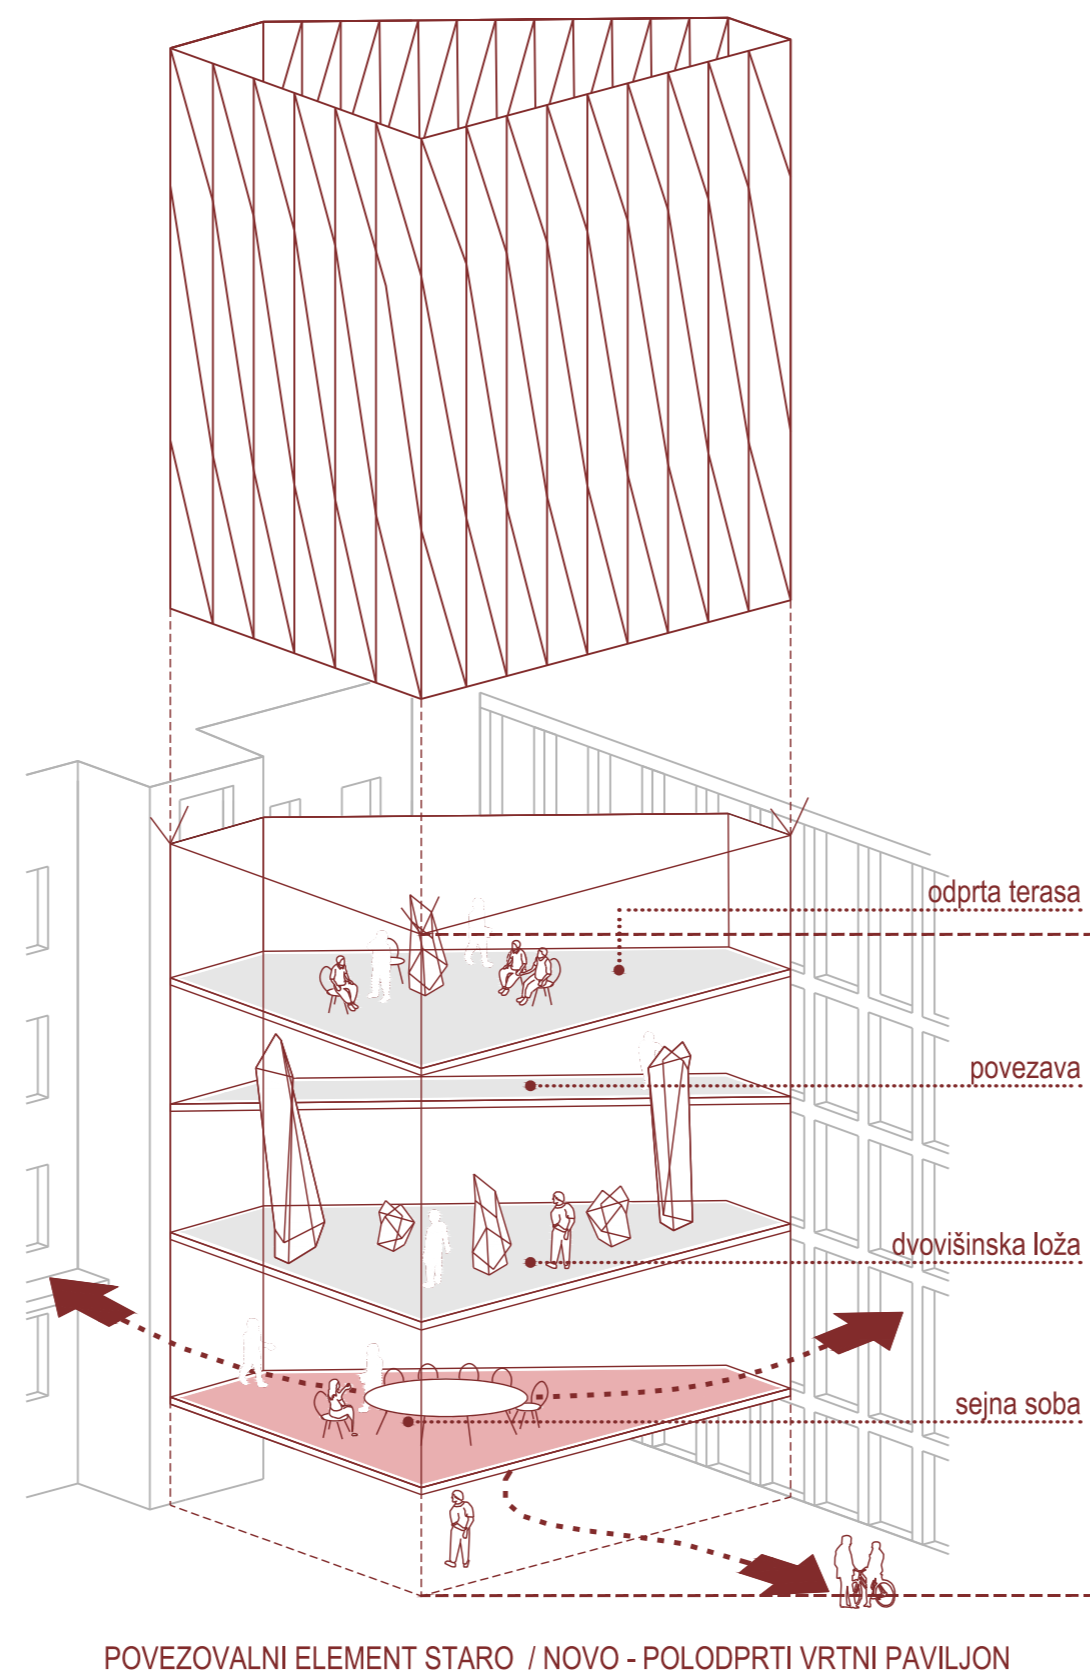 odprta terasa
povezava
dvovišinska loža
sejna soba
POVEZOVALNI ELEMENT STARO / NOVO - POLODPRTI VRTNI PAVILJON